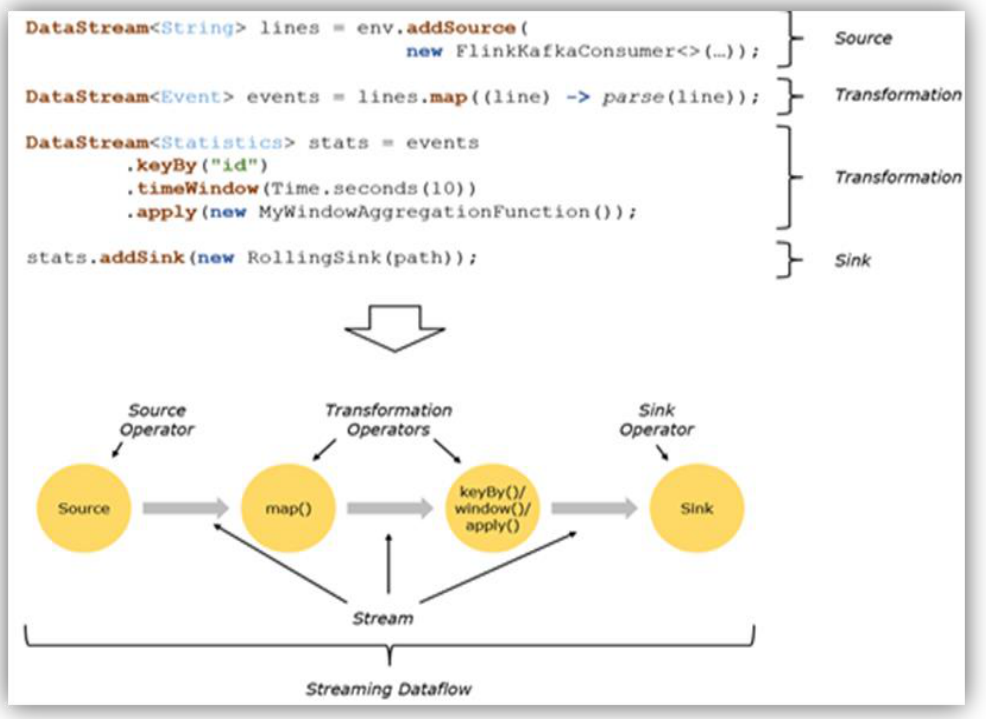 DataStream<String> lines = env.addSource(
new FlinkKafkaConsumer<>(…));
Source
DataStream<Event> events = lines.map((line) -> parse(line));
Transformation
DataStream<Statistics> stats = events
.keyBy("id")
.timeWindow(Time.seconds(10))
.apply(new MyWindowAggregationFunction());
Transformation
stats.addSink(new RollingSink(path));
Sink
Source
Operator
Transformation
Operators
Sink
Operator
Source
map()
keyBy()/
window()/
apply()
Sink
Stream
Streaming Dataflow